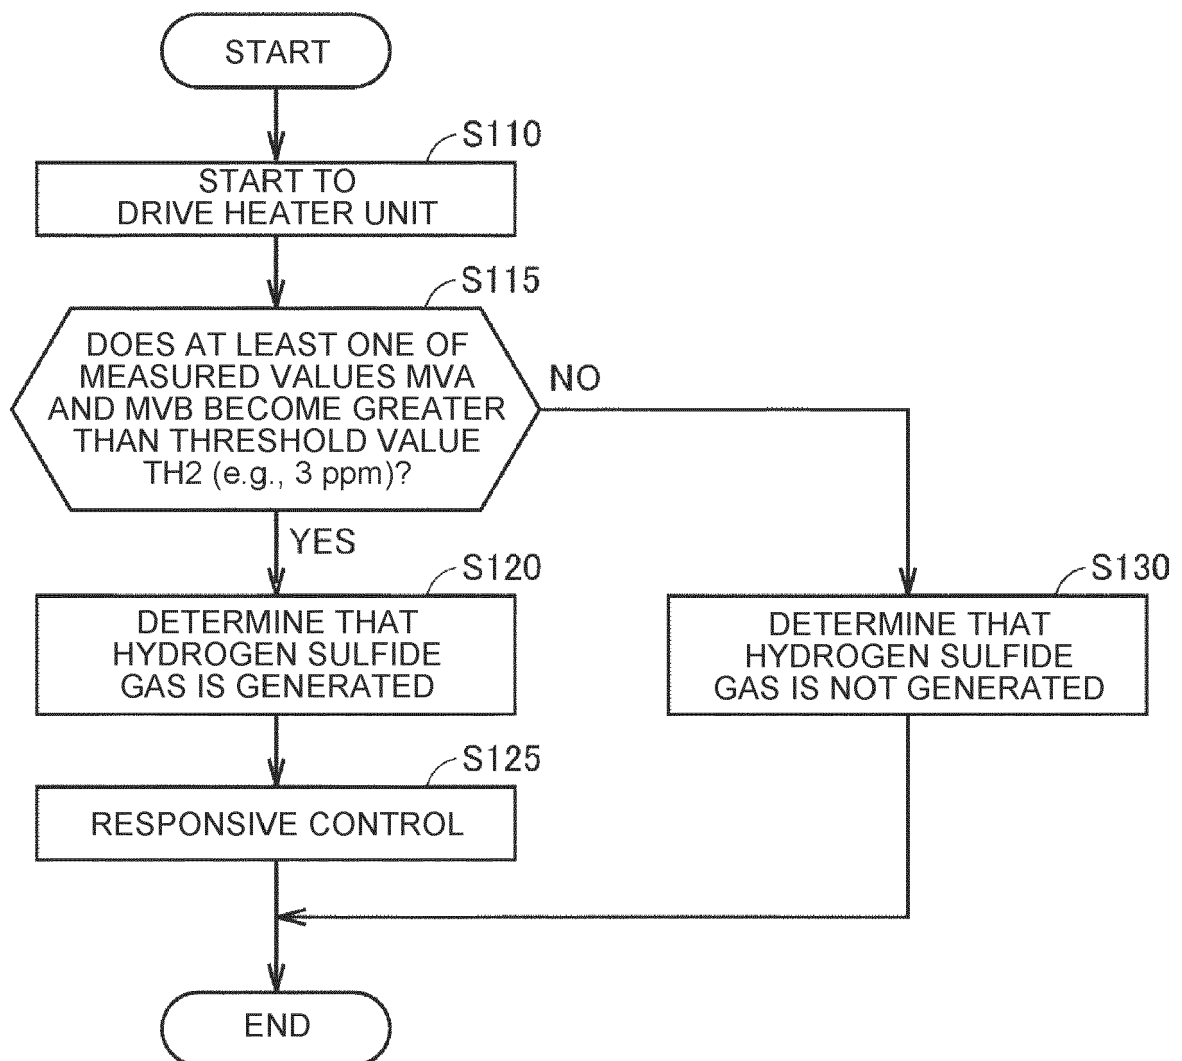 START
S110
START TO
DRIVE HEATER UNIT
S115
DOES AT LEAST ONE OF
MEASURED VALUES MVA
AND MVB BECOME GREATER
THAN THRESHOLD VALUE
TH2 (e.g., 3 ppm)?
NO
YES
S120
DETERMINE THAT
HYDROGEN SULFIDE
GAS IS GENERATED
S130
DETERMINE THAT
HYDROGEN SULFIDE
GAS IS NOT GENERATED
S125
RESPONSIVE CONTROL
END